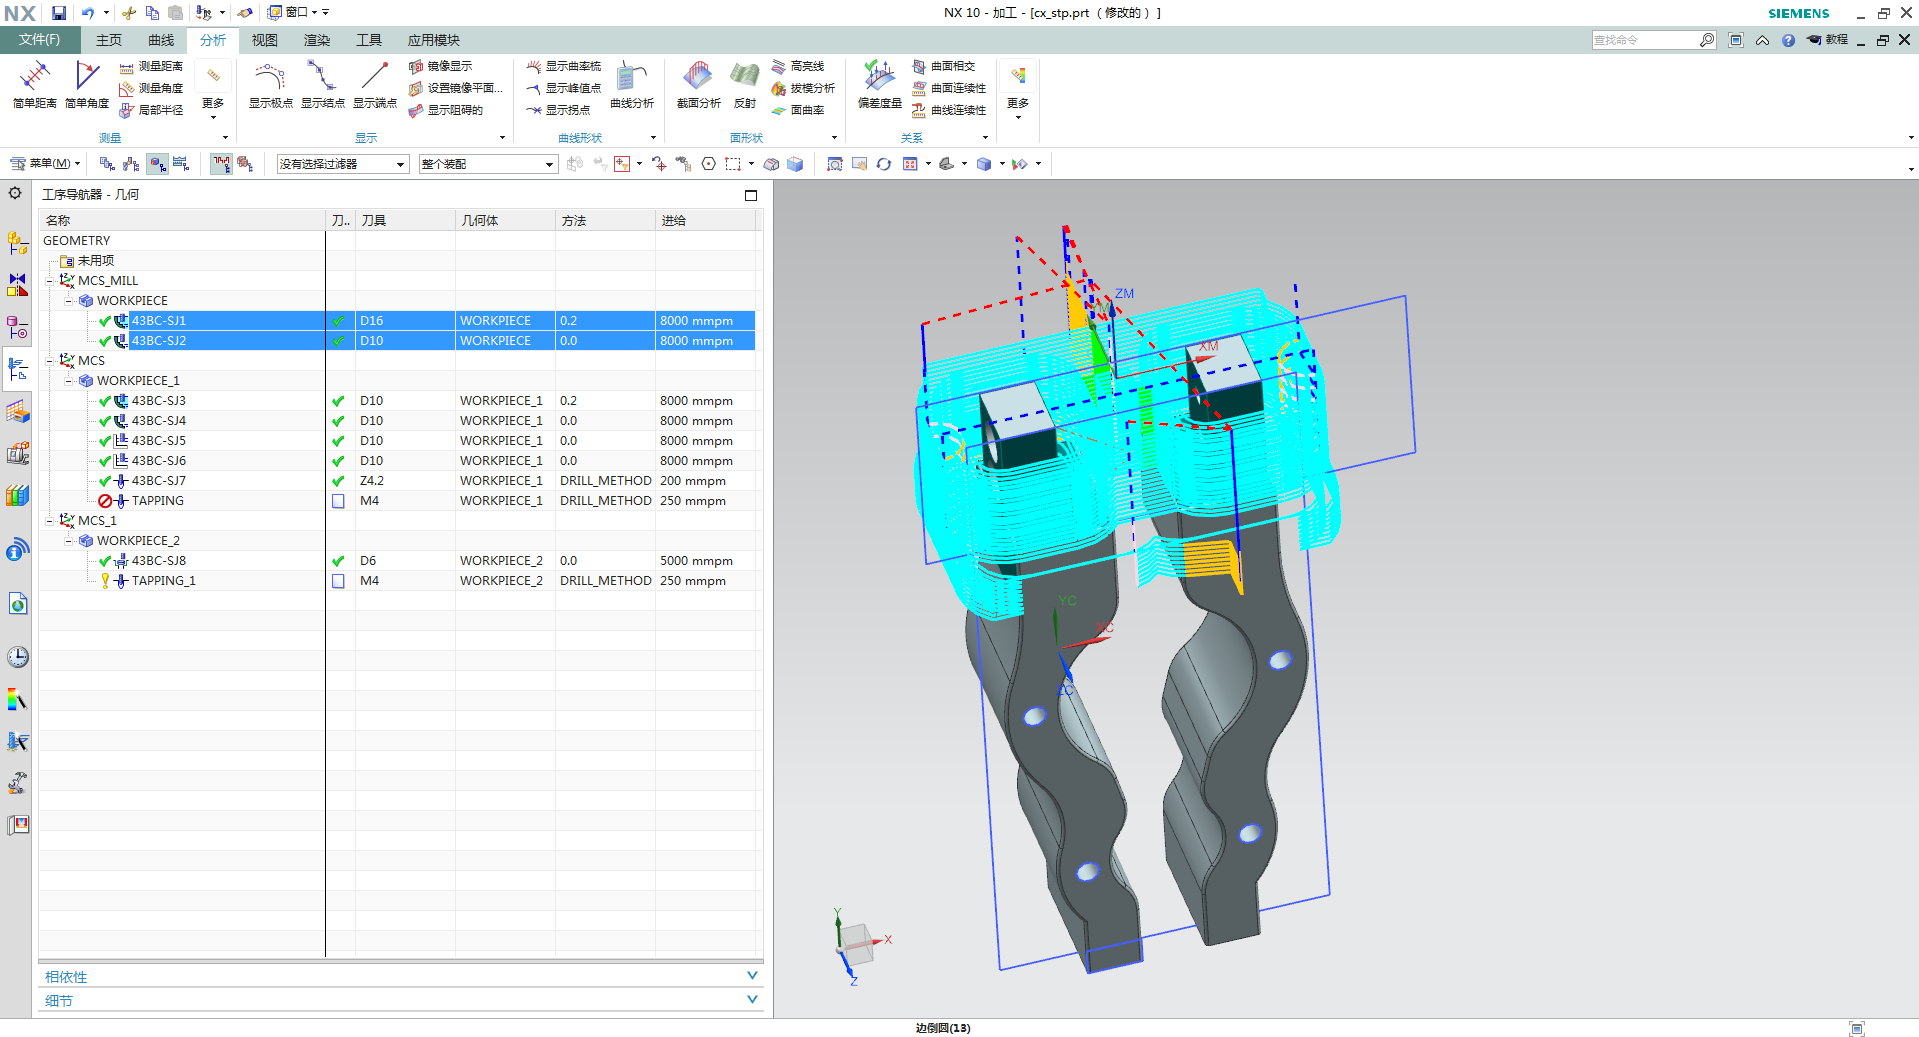 NX 窗口 NX 10 - 加工 - [cx_stp.prt （修改的）] SIEMENS
文件(F) 主页 曲线 分析 视图 渲染 工具 应用模块 查找命令 教程
简单距离 简单角度 测量距离 测量角度 局部半径 更多
显示极点 显示结点 显示端点 镜像显示 设置镜像平面... 显示阻碍的
显示曲率梳 显示峰值点 显示拐点 曲线分析
截面分析 反射 高亮线 拔模分析 面曲率
偏差度量 曲面相交 曲面连续性 曲线连续性 更多
测量 显示 曲线形状 面形状 关系
菜单(M) 没有选择过滤器 整个装配
工序导航器 - 几何
名称 刀.. 刀具 几何体 方法 进给
GEOMETRY
未用项
MCS_MILL
WORKPIECE
43BC-SJ1 D16 WORKPIECE 0.2 8000 mmpm
43BC-SJ2 D10 WORKPIECE 0.0 8000 mmpm
MCS
WORKPIECE_1
43BC-SJ3 D10 WORKPIECE_1 0.2 8000 mmpm
43BC-SJ4 D10 WORKPIECE_1 0.0 8000 mmpm
43BC-SJ5 D10 WORKPIECE_1 0.0 8000 mmpm
43BC-SJ6 D10 WORKPIECE_1 0.0 8000 mmpm
43BC-SJ7 Z4.2 WORKPIECE_1 DRILL_METHOD 200 mmpm
TAPPING M4 WORKPIECE_1 DRILL_METHOD 250 mmpm
MCS_1
WORKPIECE_2
43BC-SJ8 D6 WORKPIECE_2 0.0 5000 mmpm
TAPPING_1 M4 WORKPIECE_2 DRILL_METHOD 250 mmpm
相依性
细节
ZM
YM
XM
YC
XC
ZC
Y
X
Z
边倒圆(13)